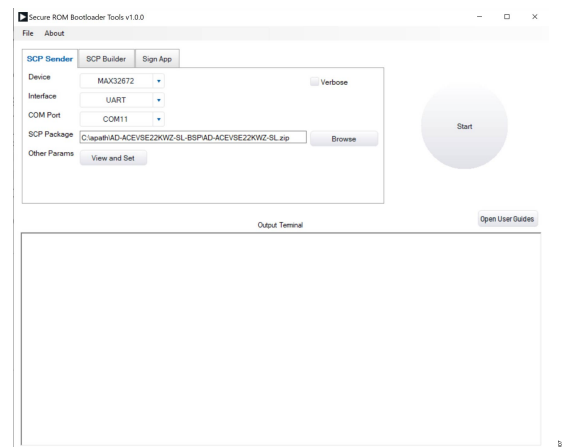 Secure ROM Bootloader Tools v1.0.0
File About
SCP Sender SCP Builder Sign App
Device MAX32672 Verbose
Interface UART
COM Port COM11 Start
SCP Package C:\apath\AD-ACEVSE22KWZ-SL-BSP\AD-ACEVSE22KWZ-SL.zip Browse
Other Params View and Set
Open User Guides
Output Terminal